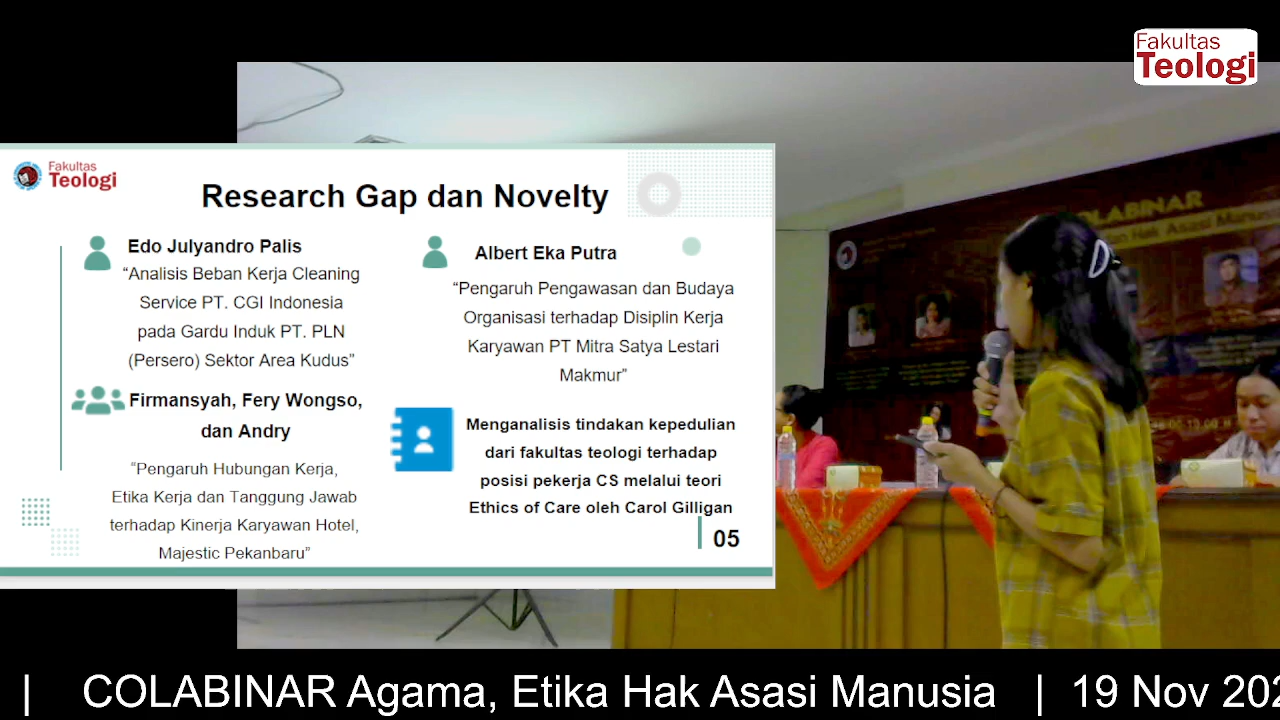 Fakultas
Teologi
Fakultas
Teologi
Research Gap dan Novelty
Edo Julyandro Palis
“Analisis Beban Kerja Cleaning
Service PT. CGI Indonesia
pada Gardu Induk PT. PLN
(Persero) Sektor Area Kudus”
Firmansyah, Fery Wongso,
dan Andry
“Pengaruh Hubungan Kerja,
Etika Kerja dan Tanggung Jawab
terhadap Kinerja Karyawan Hotel,
Majestic Pekanbaru”
Albert Eka Putra
“Pengaruh Pengawasan dan Budaya
Organisasi terhadap Disiplin Kerja
Karyawan PT Mitra Satya Lestari
Makmur”
Menganalisis tindakan kepedulian
dari fakultas teologi terhadap
posisi pekerja CS melalui teori
Ethics of Care oleh Carol Gilligan
05
COLABINAR
Hak Asasi Manu
| COLABINAR Agama, Etika Hak Asasi Manusia | 19 Nov 202